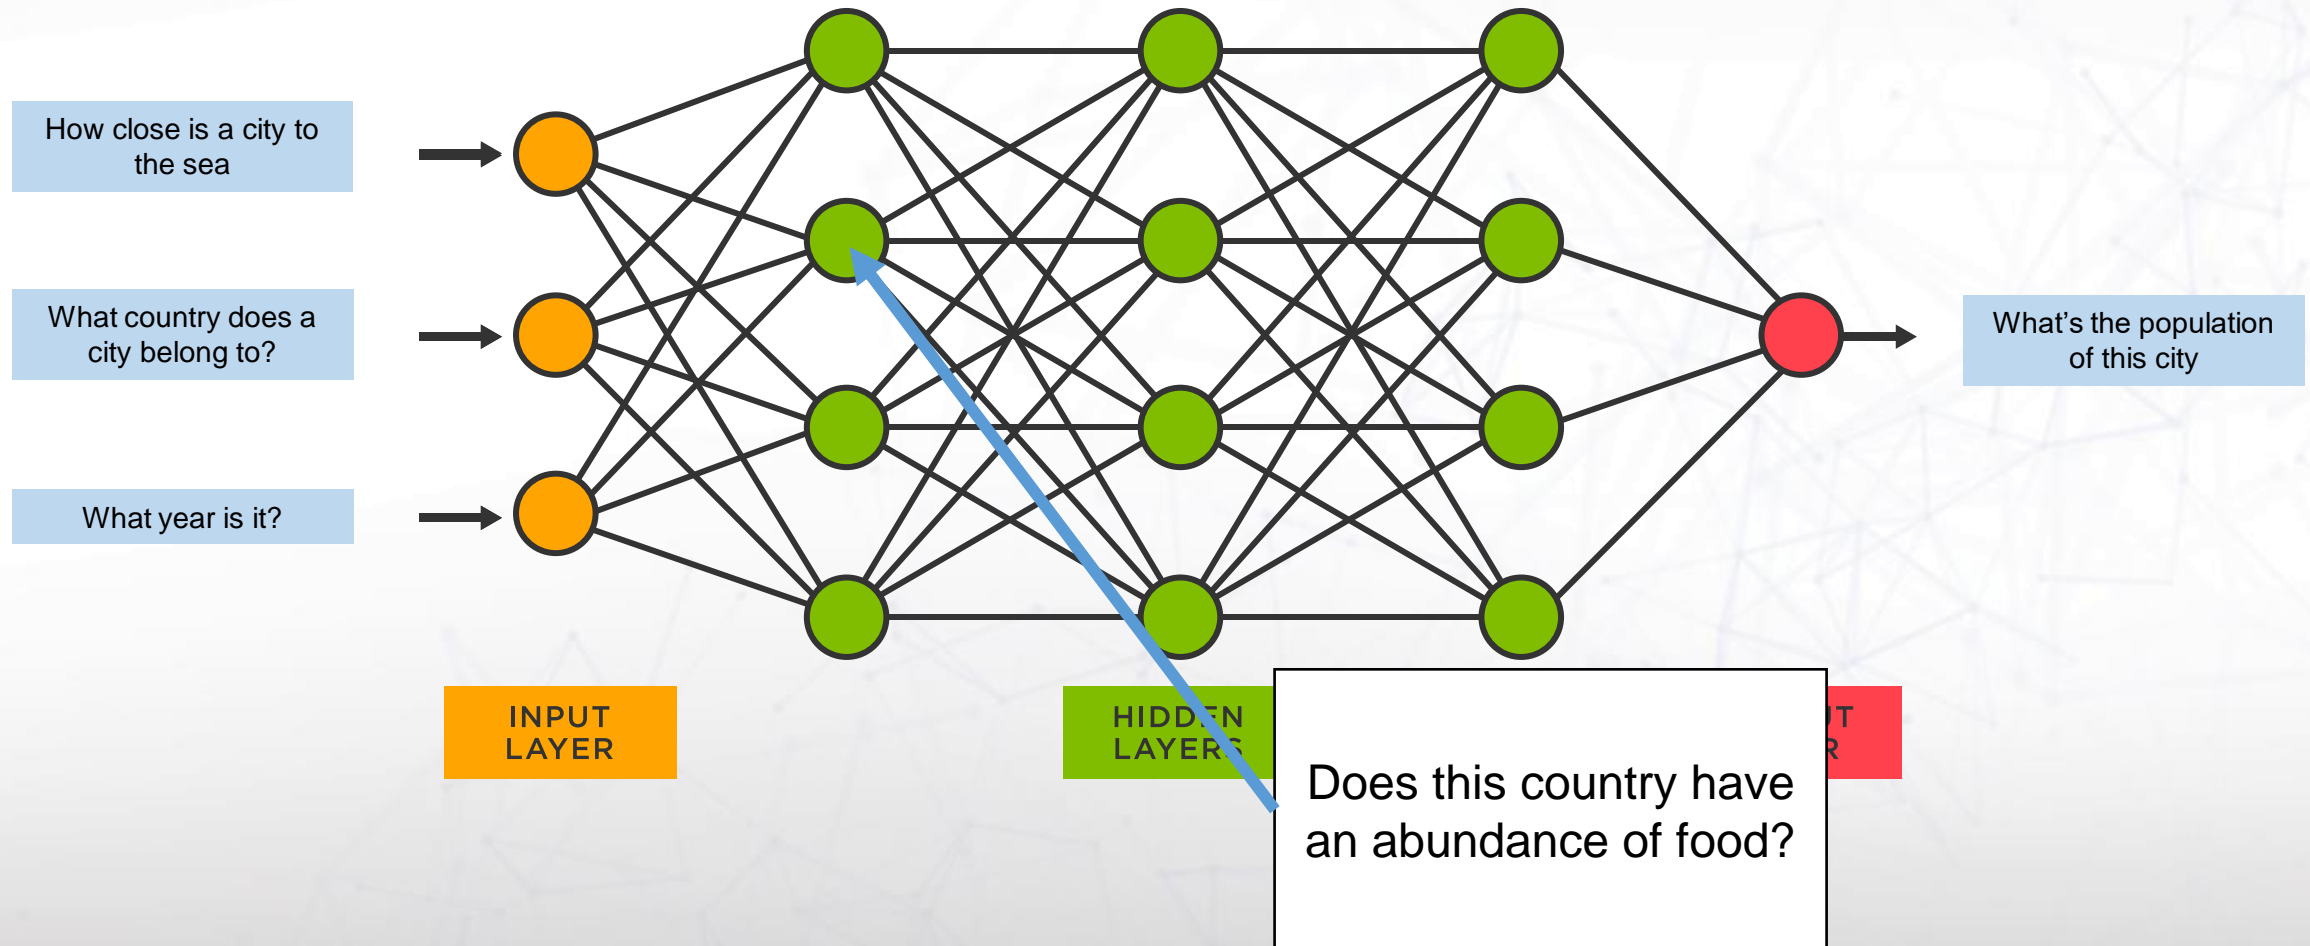 How close is a city to
the sea
What country does a
city belong to?
What year is it?
What's the population
of this city
INPUT
LAYER
HIDDEN
LAYERS
Does this country have
an abundance of food?